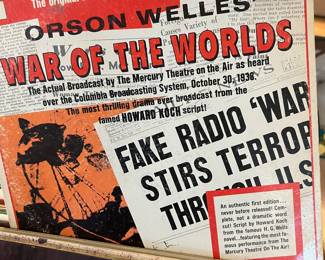 The original
ORSON WELLES'
WAR OF THE WORLDS
The Actual Broadcast by The Mercury Theatre on the Air as heard
over the Columbia Broadcasting System, October 30, 1938.
The most thrilling drama ever broadcast from the
famed HOWARD KOCH script!
FAKE RADIO 'WAR
STIRS TERROR
THROUGH U.S
An authentic first edition...
never before released! Com-
plete, not a dramatic word
cut! Script by Howard Koch
from the famous H. G. Wells
novel...featuring the most fa-
mous performance from The
Mercury Theatre On The Air!